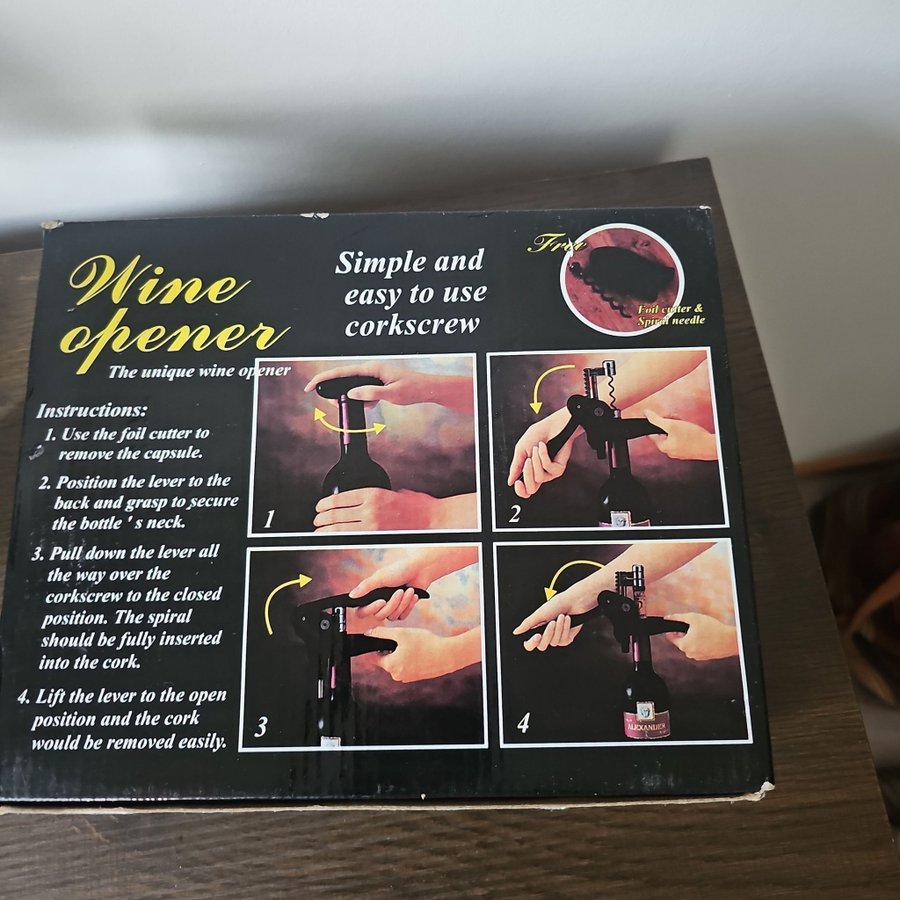 Wine
opener
The unique wine opener
Simple and
easy to use
corkscrew
Free
Foil cutter &
Spiral needle
Instructions:
1. Use the foil cutter to
remove the capsule.
2. Position the lever to the
back and grasp to secure
the bottle ' s neck.
3. Pull down the lever all
the way over the
corkscrew to the closed
position. The spiral
should be fully inserted
into the cork.
4. Lift the lever to the open
position and the cork
would be removed easily.
1
2
3
4
ALEXANDER